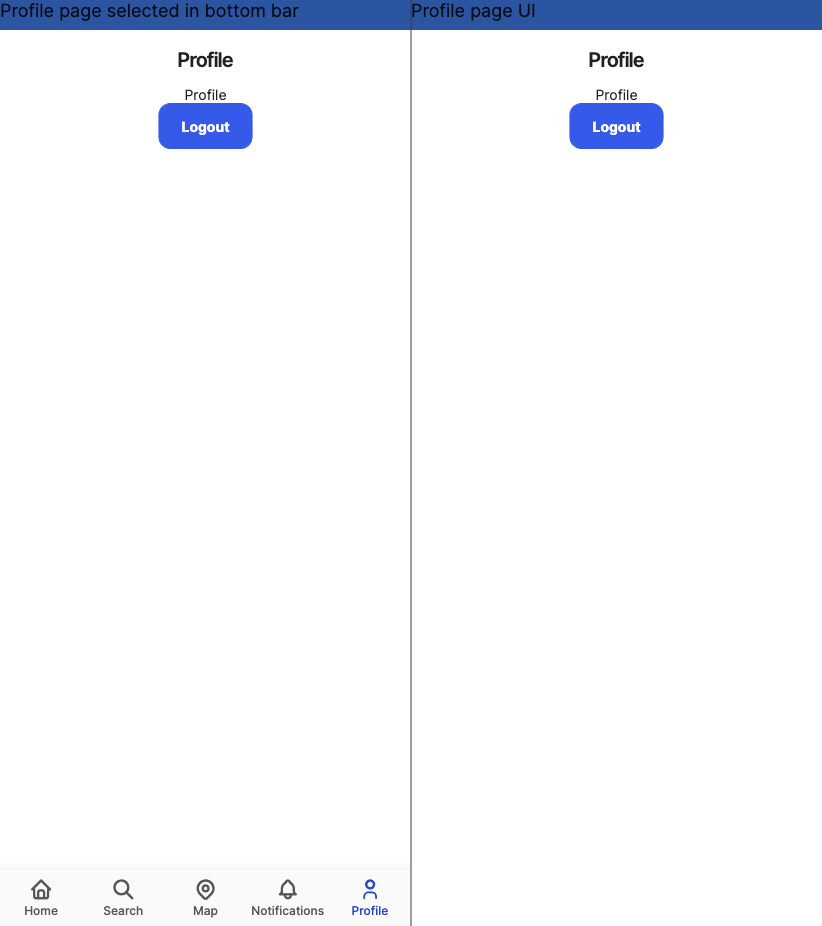 Profile page selected in bottom bar
Profile page UI
Profile
Profile
Logout
Home
Search
Map
Notifications
Profile
Profile
Profile
Logout